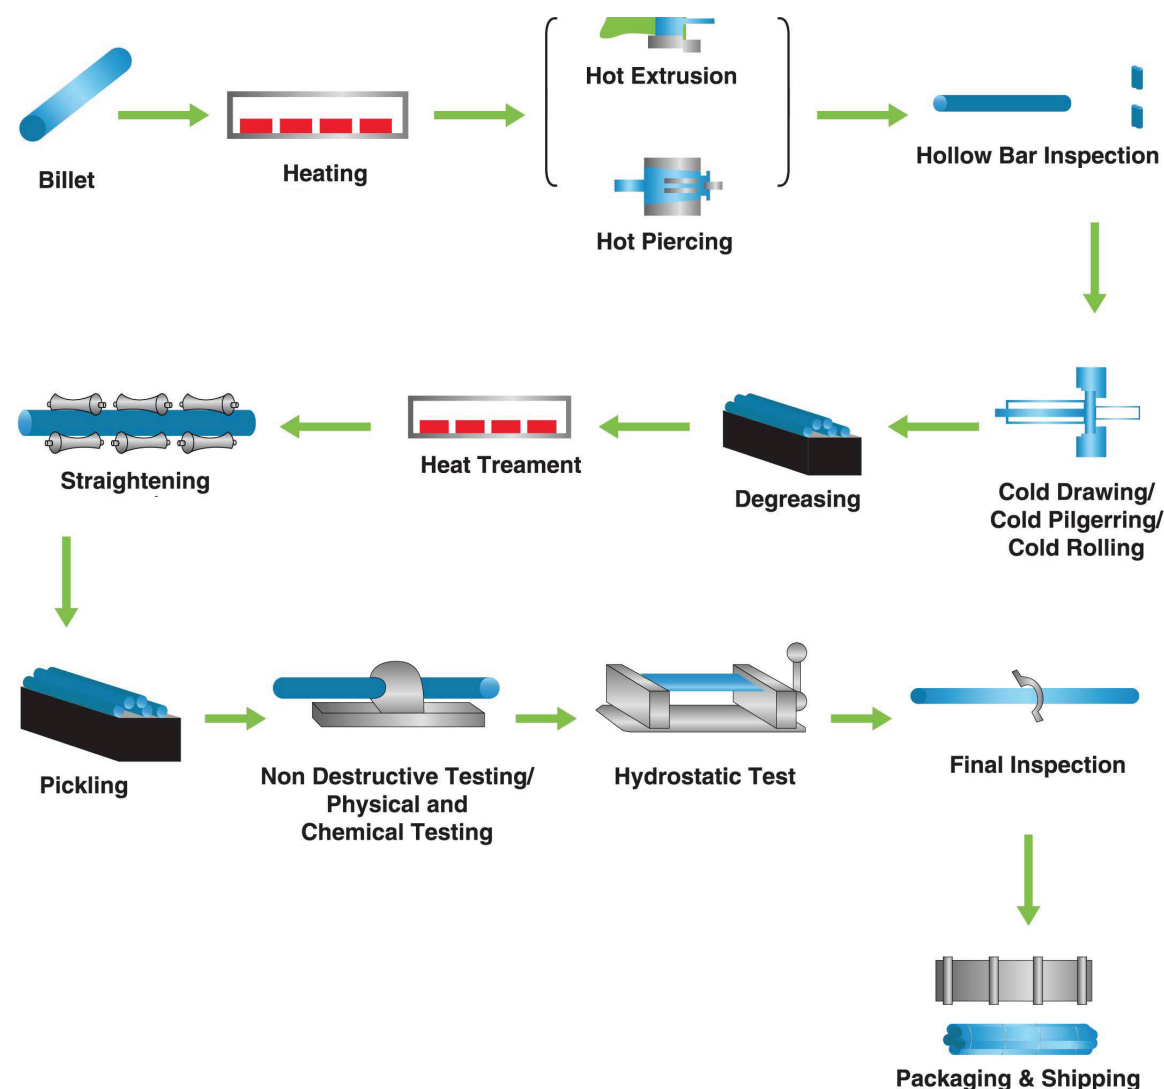 Hot Extrusion
Billet
Heating
Hot Piercing
Hollow Bar Inspection
Straightening
Heat Treament
Degreasing
Cold Drawing/
Cold Pilgerring/
Cold Rolling
Pickling
Non Destructive Testing/
Physical and
Chemical Testing
Hydrostatic Test
Final Inspection
Packaging & Shipping